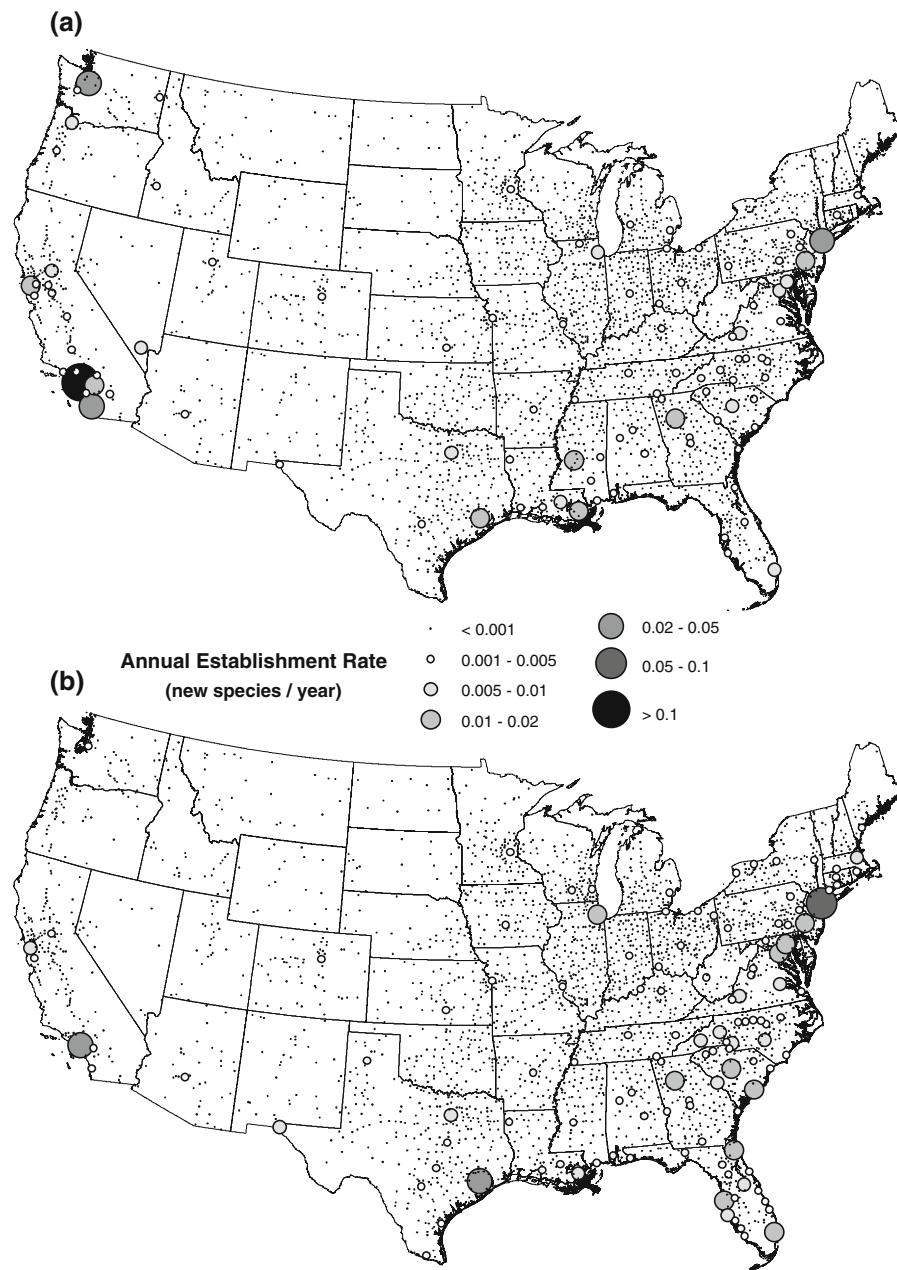 (a)
< 0.001
0.02 - 0.05
Annual Establishment Rate
0.001 - 0.005
0.05 - 0.1
(new species / year)
0.005 - 0.01
0.01 - 0.02
> 0.1
(b)